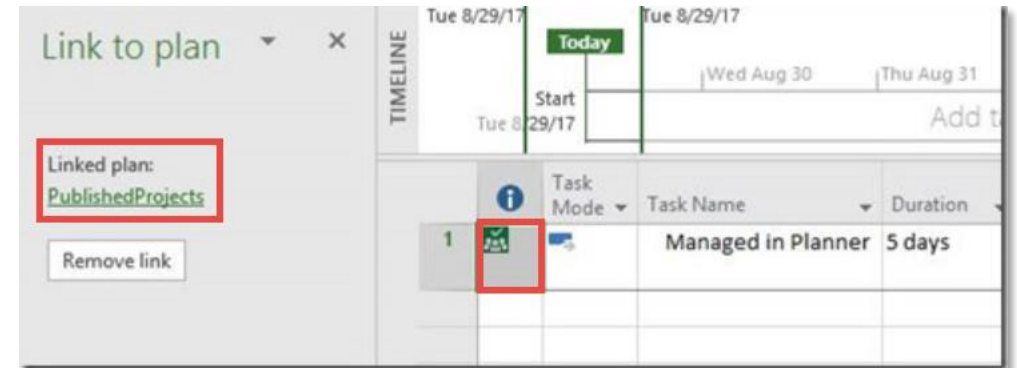 Link to plan
Linked plan:
PublishedProjects
Remove link
TIMELINE
Tue 8/29/17
Today
Tue 8/29/17
Wed Aug 30
Thu Aug 31
Start
Tue 8/29/17
Add
Task Mode
Task Name
Duration
1
Managed in Planner
5 days